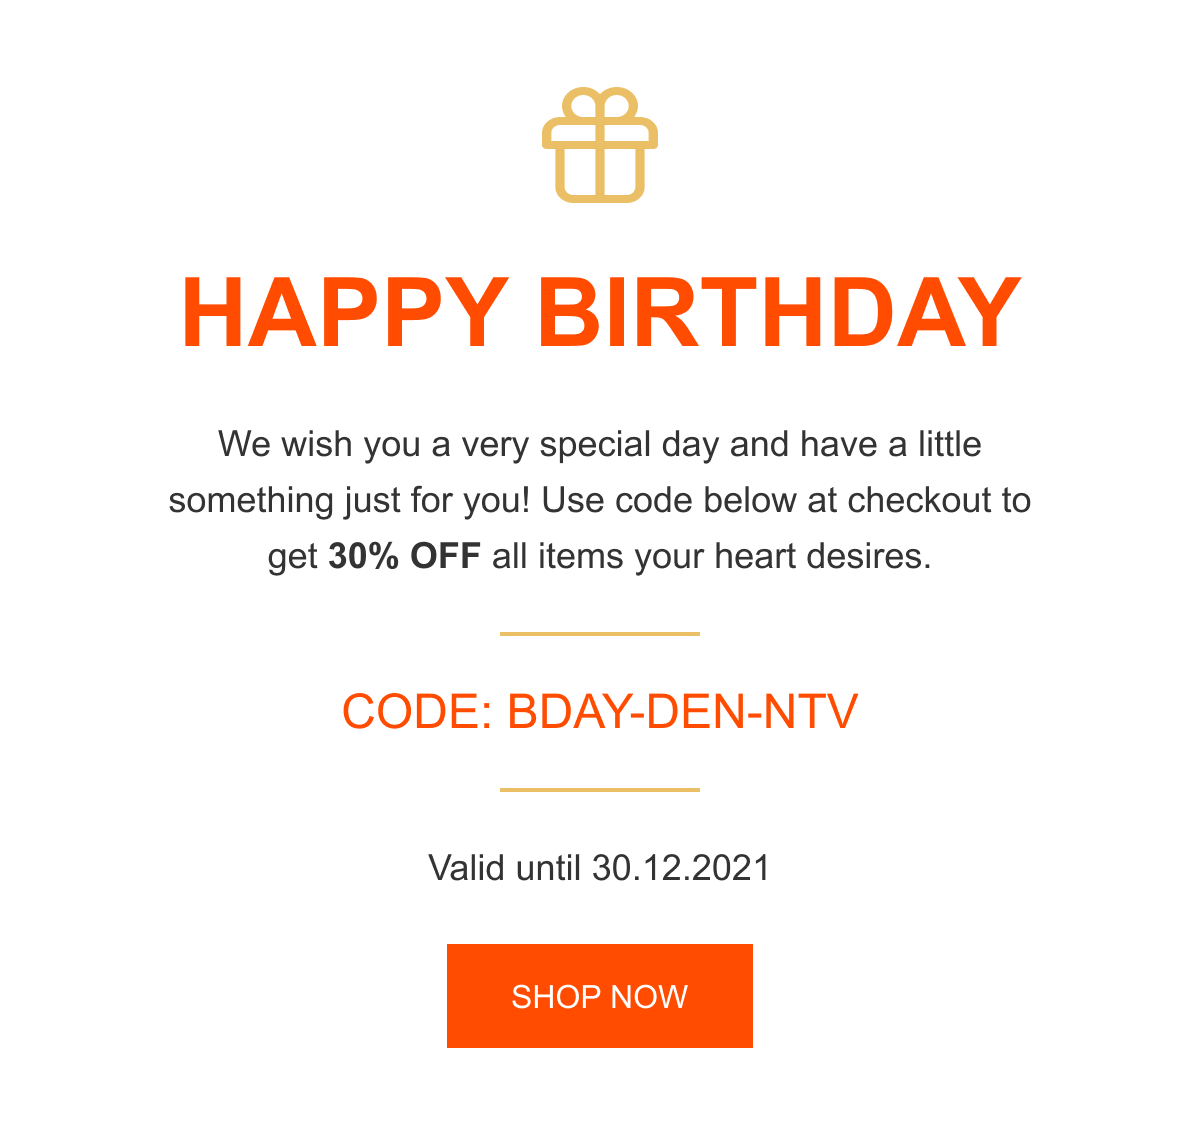 HAPPY BIRTHDAY
We wish you a very special day and have a little
something just for you! Use code below at checkout to
get 30% OFF all items your heart desires.
CODE: BDAY-DEN-NTV
Valid until 30.12.2021
SHOP NOW